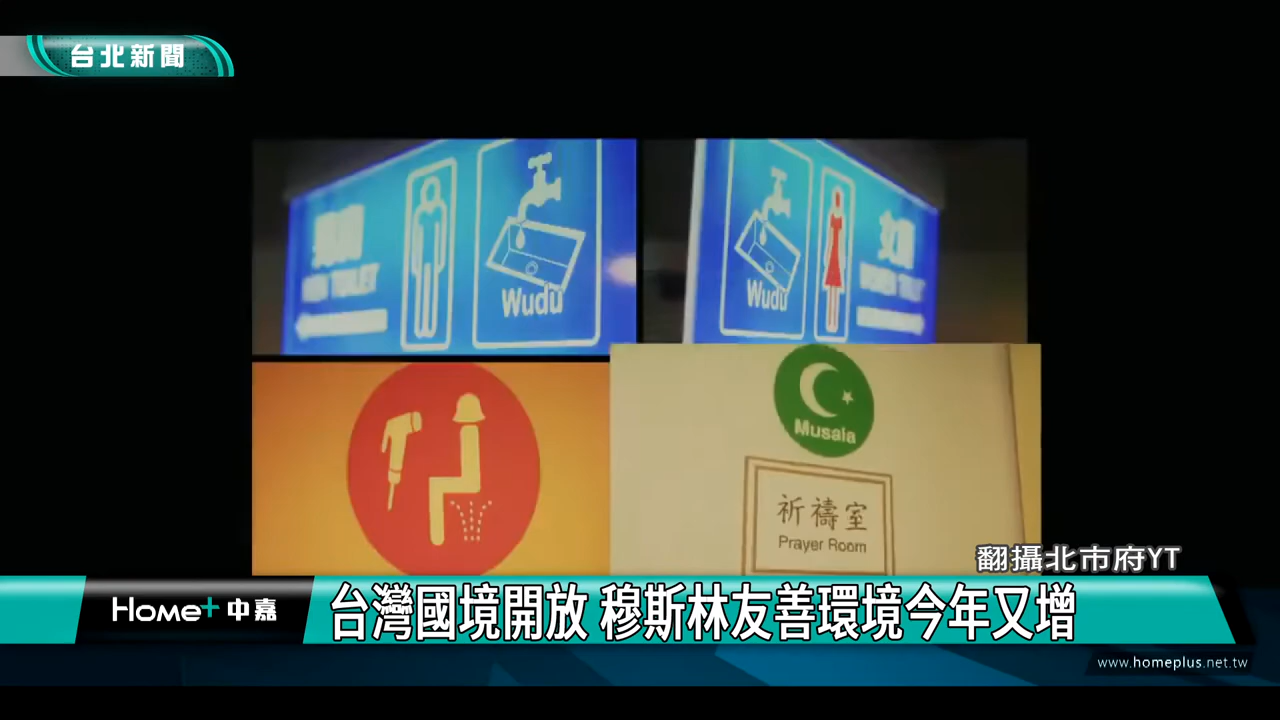 台北新聞
Wudu
Wudu
Musala
祈禱室
Prayer Room
翻攝北市府YT
Home+中嘉
台灣國境開放 穆斯林友善環境今年又增
www.homeplus.net.tw